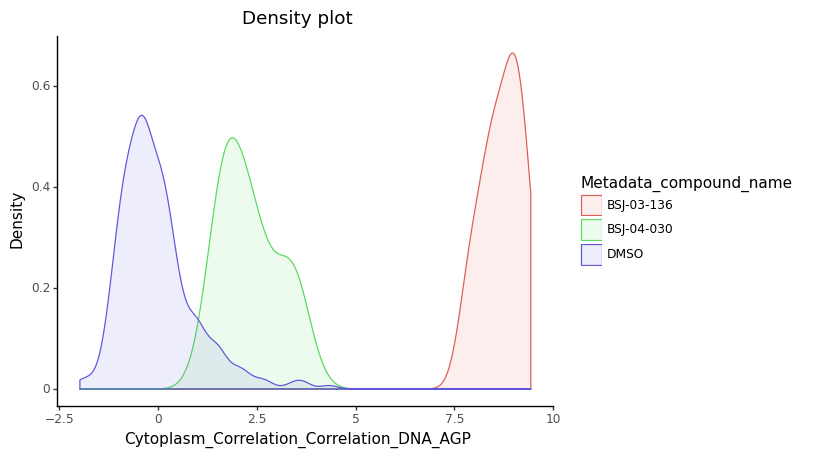 Density plot
0.6
0.4
0.2
0
Density
−2.5
0
2.5
5
7.5
10
Cytoplasm_Correlation_Correlation_DNA_AGP
Metadata_compound_name
BSJ-03-136
BSJ-04-030
DMSO